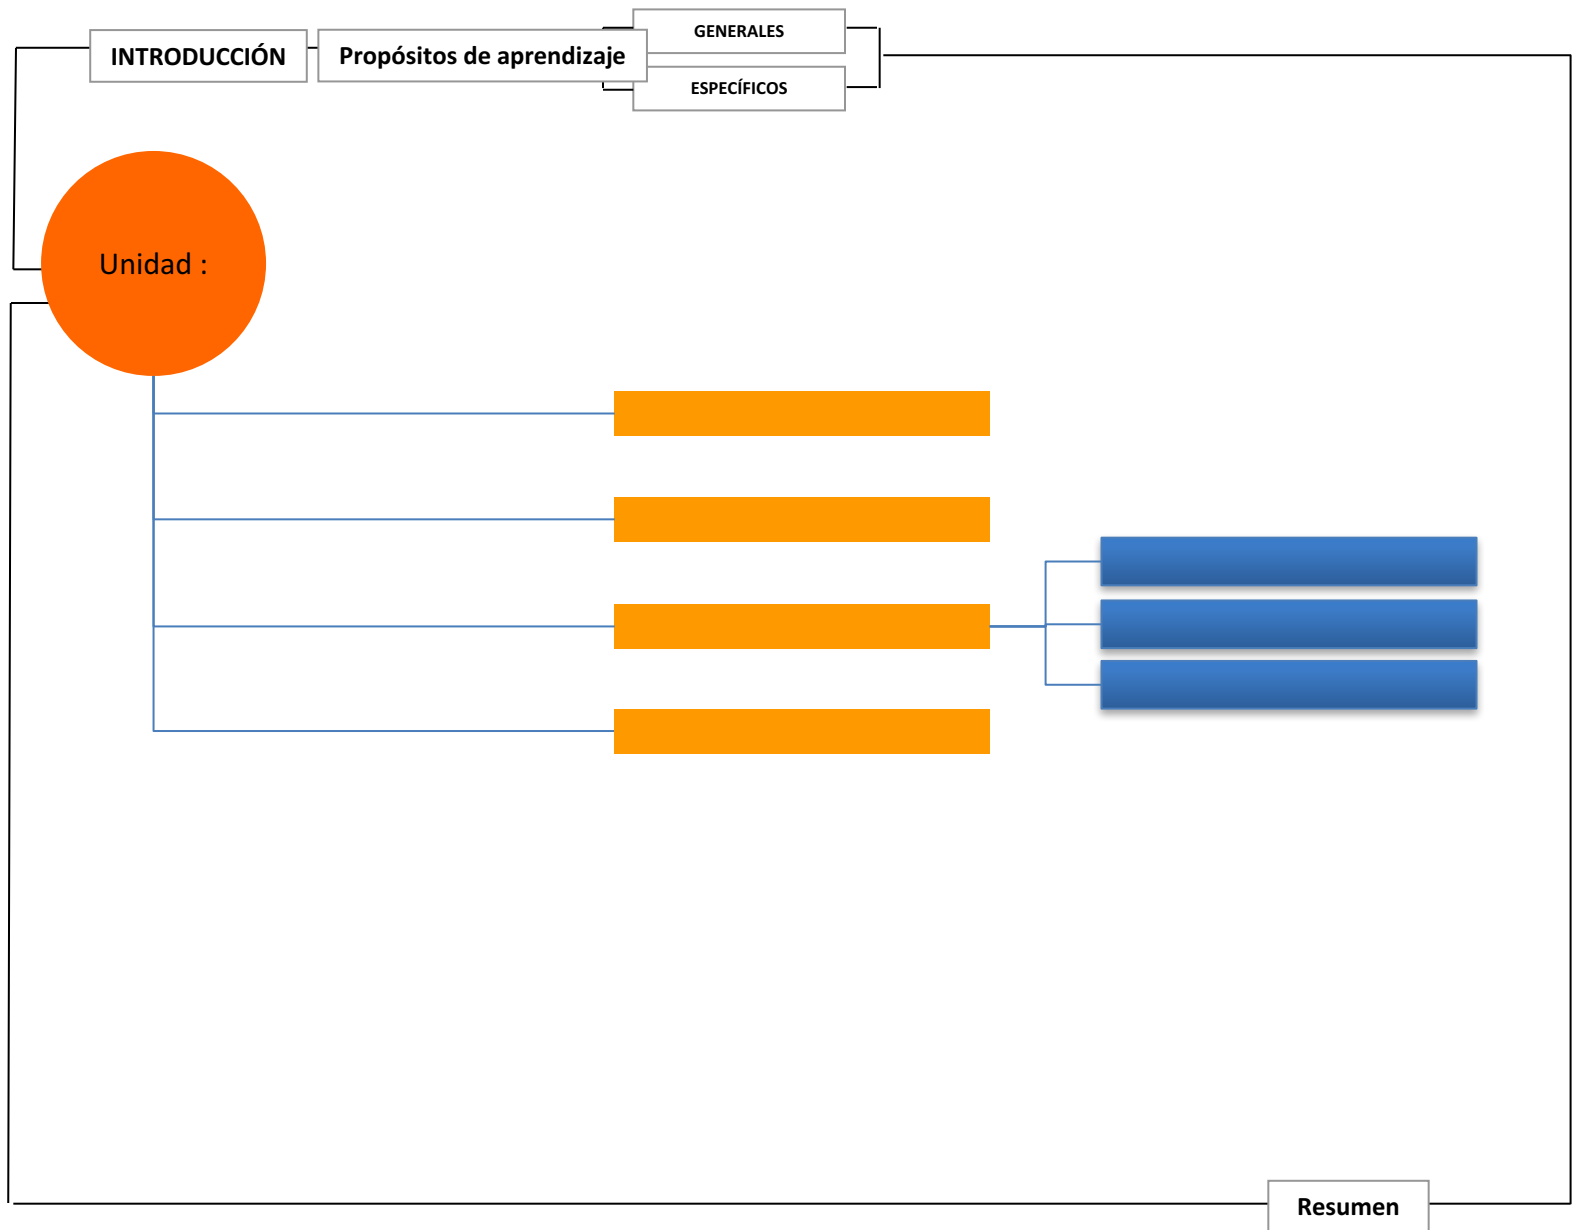 GENERALES
INTRODUCCIÓN
Propósitos de aprendizaje
ESPECÍFICOS
Unidad :
Resumen